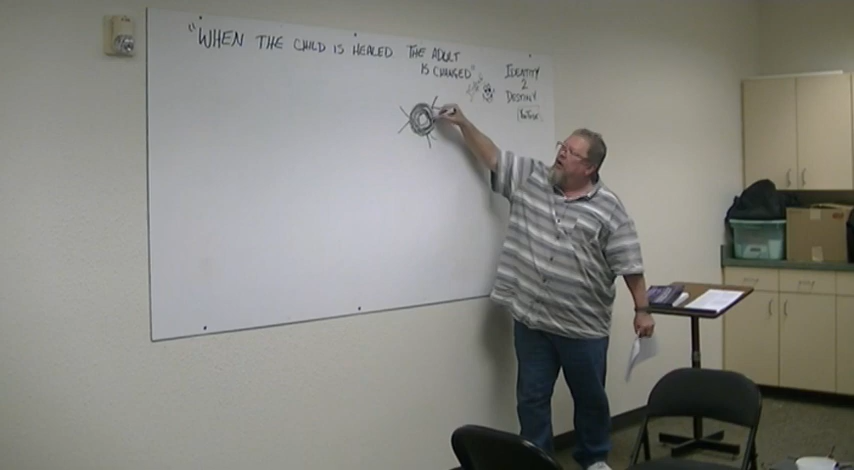 "WHEN THE CHILD IS HEALED THE ADULT
IS CHANGED"
IDENTITY
2
DESTINY